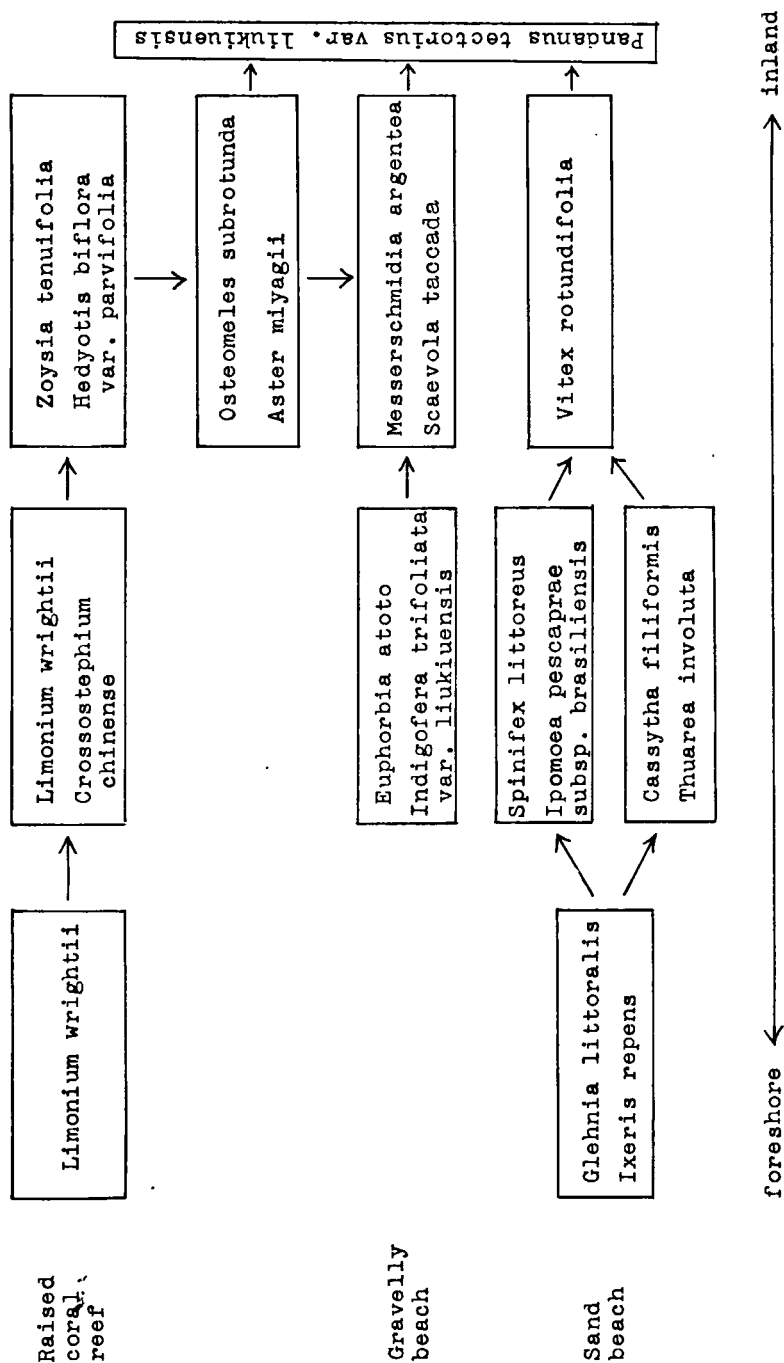 Raised
coral
reef
Limonium wrightii
Limonium wrightii
Crossostephium
chinense
Zoysia tenuifolia
Hedyotis biflora
var. parvifolia
Osteomeles subrotunda
Aster miyagii
Gravelly
beach
Euphorbia atoto
Indigofera trifoliata
var. liukiuensis
Messerschmidia argentea
Scaevola taccada
Sand
beach
Glehnia littoralis
Ixeris repens
Spinifex littoreus
Ipomoea pescaprae
subsp. brasiliensis
Cassytha filiformis
Thuarea involuta
Vitex rotundifolia
Pandanus tectorius var. liukiuensis
foreshore
inland